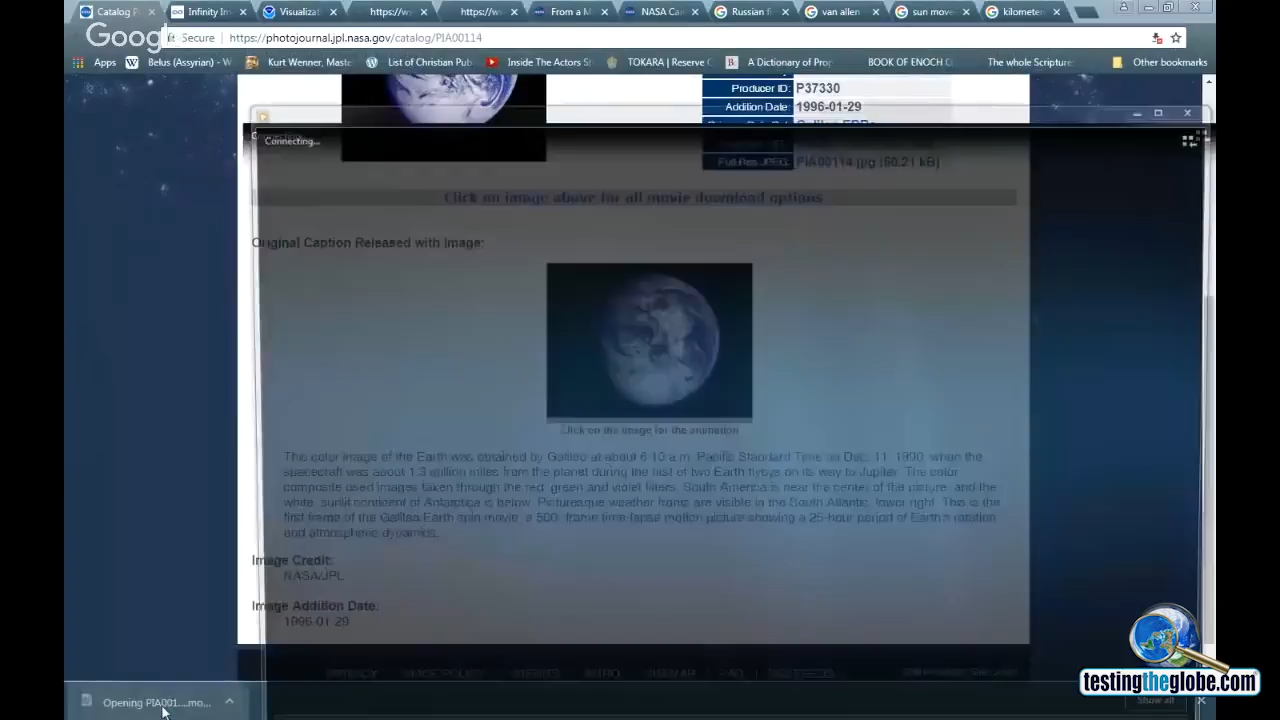 Catalog P
Infinity Im
Visualizat
https://w
https://w
From a M
NASA Ca
Russian f
van allen
sun move
kilometer
Google
Secure
https://photojournal.jpl.nasa.gov/catalog/PIA00114
Apps
Belus (Assyrian) - W
Kurt Wenner, Maste
List of Christian Pub
Inside The Actors St
TOKARA | Reserve C
A Dictionary of Prop
BOOK OF ENOCH G
The whole Scripture
Other bookmarks
Producer ID: P37330
Addition Date: 1996-01-29
Full-Res JPEG: PIA00114.jpg (60.21 kB)
Connecting...
Click on image above for all movie download options
Original Caption Released with Image:
Click on the image for the animation
This color image of the Earth was obtained by Galileo at about 6:10 a.m. Pacific Standard Time on Dec. 11, 1990, when the
spacecraft was about 1.3 million miles from the planet during the first of two Earth flybys on its way to Jupiter. The color
composite used images taken through the red, green and violet filters. South America is near the center of the picture, and the
white, sunlit continent of Antarctica is below. Picturesque weather fronts are visible in the South Atlantic, lower right. This is the
first frame of the Galileo Earth spin movie, a 500- frame time-lapse motion picture showing a 25-hour period of Earth's rotation
and atmospheric dynamics.
Image Credit:
NASA/JPL
Image Addition Date:
1996-01-29
Opening PIA001....mo...
Show all
testingtheglobe.com